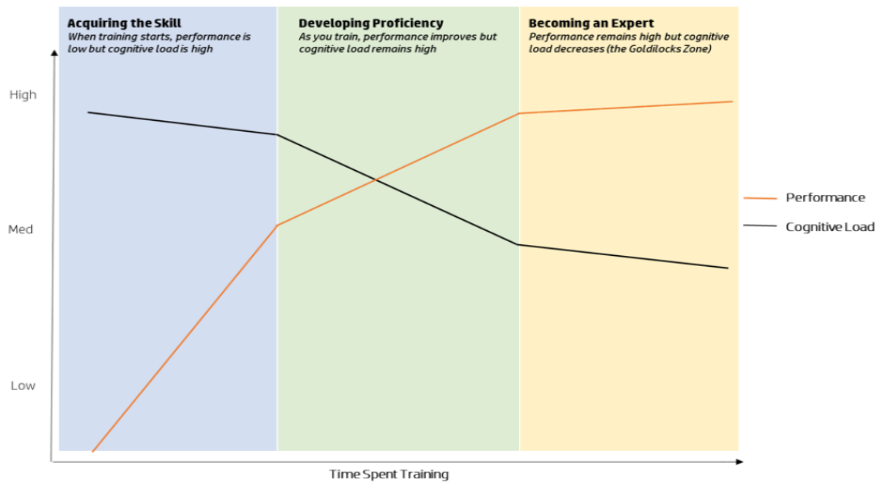 Acquiring the Skill
When training starts, performance is
low but cognitive load is high
Developing Proficiency
As you train, performance improves but
cognitive load remains high
Becoming an Expert
Performance remains high but cognitive
load decreases (the Goldilocks Zone)
High
Med
Low
Performance
Cognitive Load
Time Spent Training